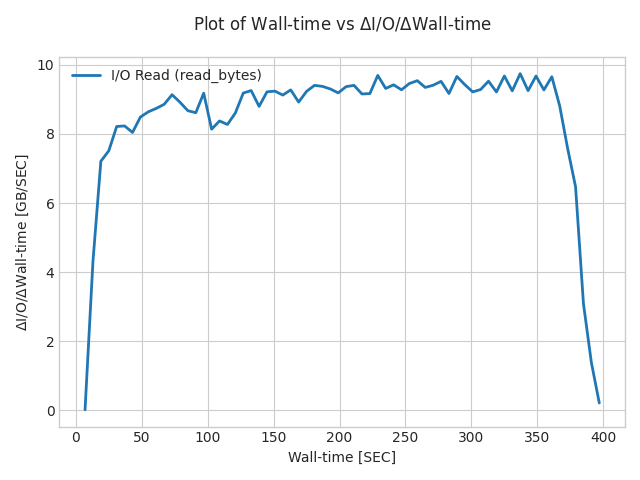 Plot of Wall-time vs ΔI/O/ΔWall-time
I/O Read (read_bytes)
ΔI/O/ΔWall-time [GB/SEC]
10
8
6
4
2
0
0 50 100 150 200 250 300 350 400
Wall-time [SEC]